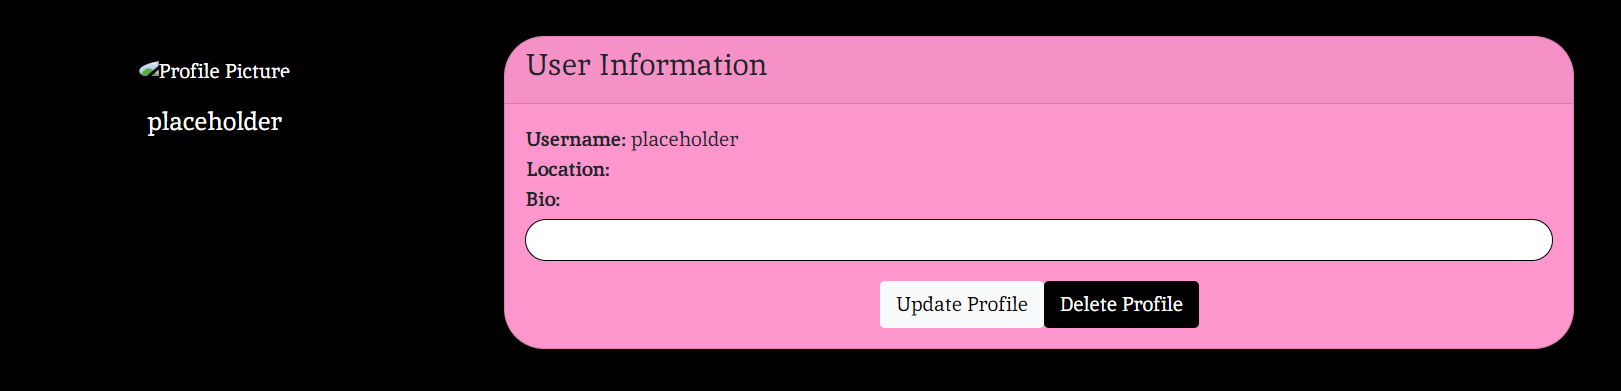 Profile Picture
placeholder
User Information
Username: placeholder
Location:
Bio:
Update Profile Delete Profile